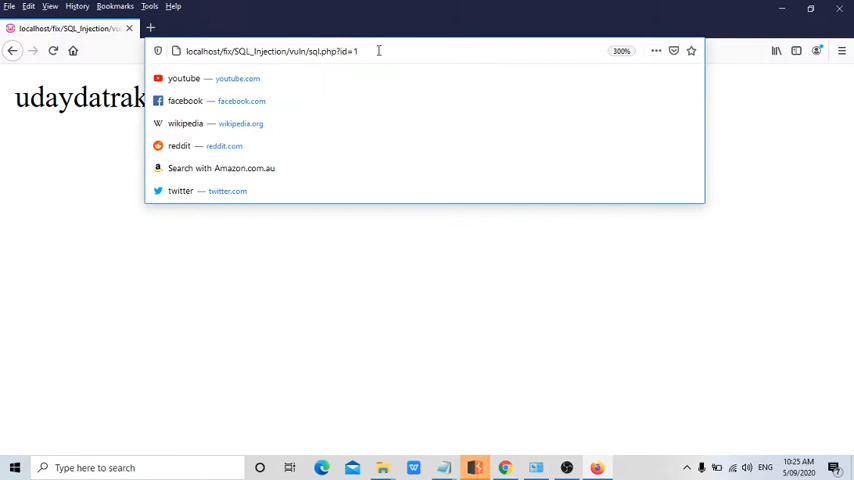 File Edit View History Bookmarks Tools Help
localhost/fix/SQL_Injection/vu
localhost/fix/SQL_Injection/vuln/sql.php?id=1 300%
youtube — youtube.com
udaydatrak
facebook — facebook.com
wikipedia — wikipedia.org
reddit — reddit.com
Search with Amazon.com.au
twitter — twitter.com
Type here to search
ENG
10:25 AM
5/09/2020